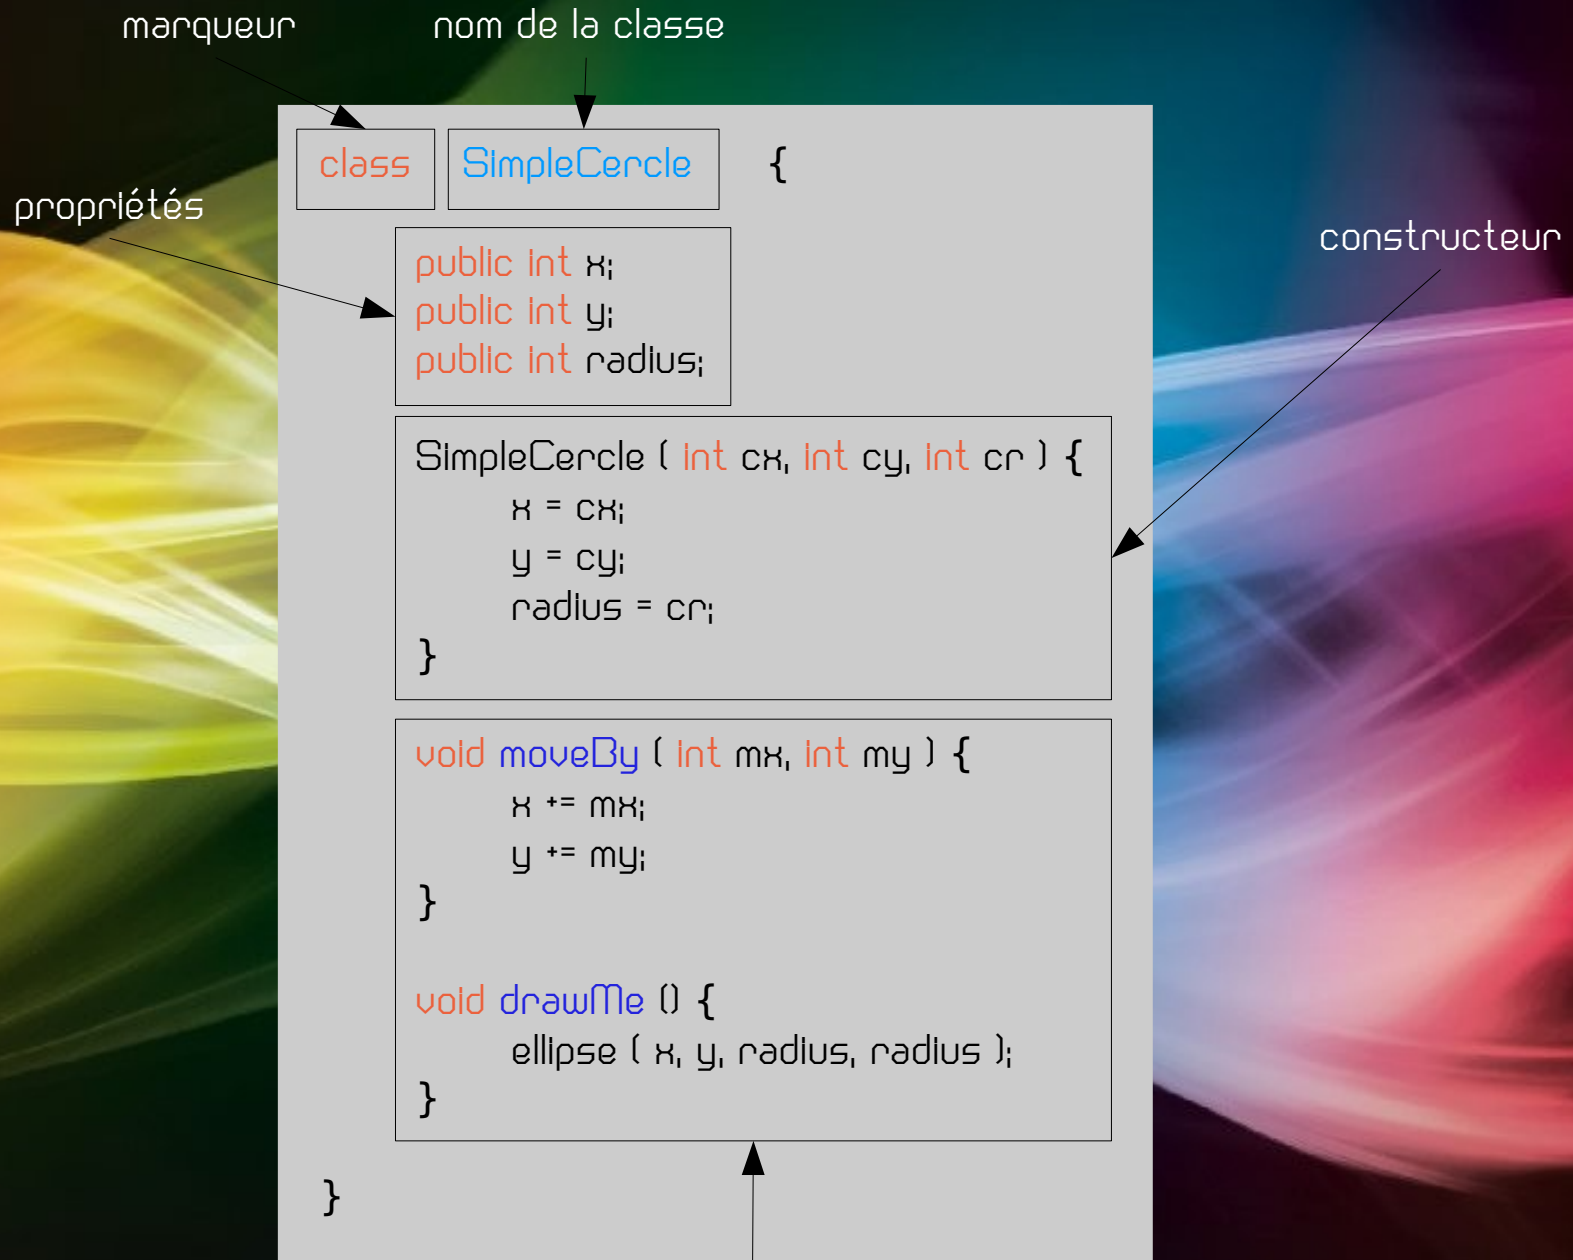 marqueur nom de la classe
class SimpleCercle {
propriétés
constructeur
public int x;
public int y;
public int radius;
SimpleCercle ( int cx, int cy, int cr ) {
x = cx;
y = cy;
radius = cr;
}
void moveBy ( int mx, int my ) {
x += mx;
y += my;
}
void drawMe () {
ellipse ( x, y, radius, radius );
}
}